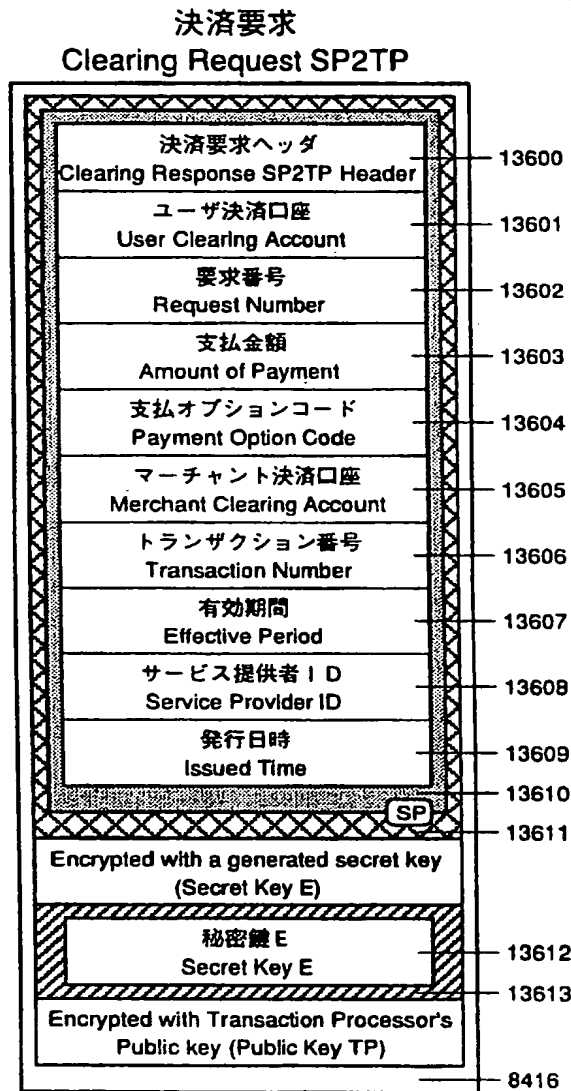 決済要求
Clearing Request SP2TP
決済要求ヘッダ
Clearing Response SP2TP Header
13600
ユーザ決済口座
User Clearing Account
13601
要求番号
Request Number
13602
支払金額
Amount of Payment
13603
支払オプションコード
Payment Option Code
13604
マーチャント決済口座
Merchant Clearing Account
13605
トランザクション番号
Transaction Number
13606
有効期間
Effective Period
13607
サービス提供者ID
Service Provider ID
13608
発行日時
Issued Time
13609
13610
SP
13611
Encrypted with a generated secret key
(Secret Key E)
秘密鍵E
Secret Key E
13612
13613
Encrypted with Transaction Processor's
Public key (Public Key TP)
8416